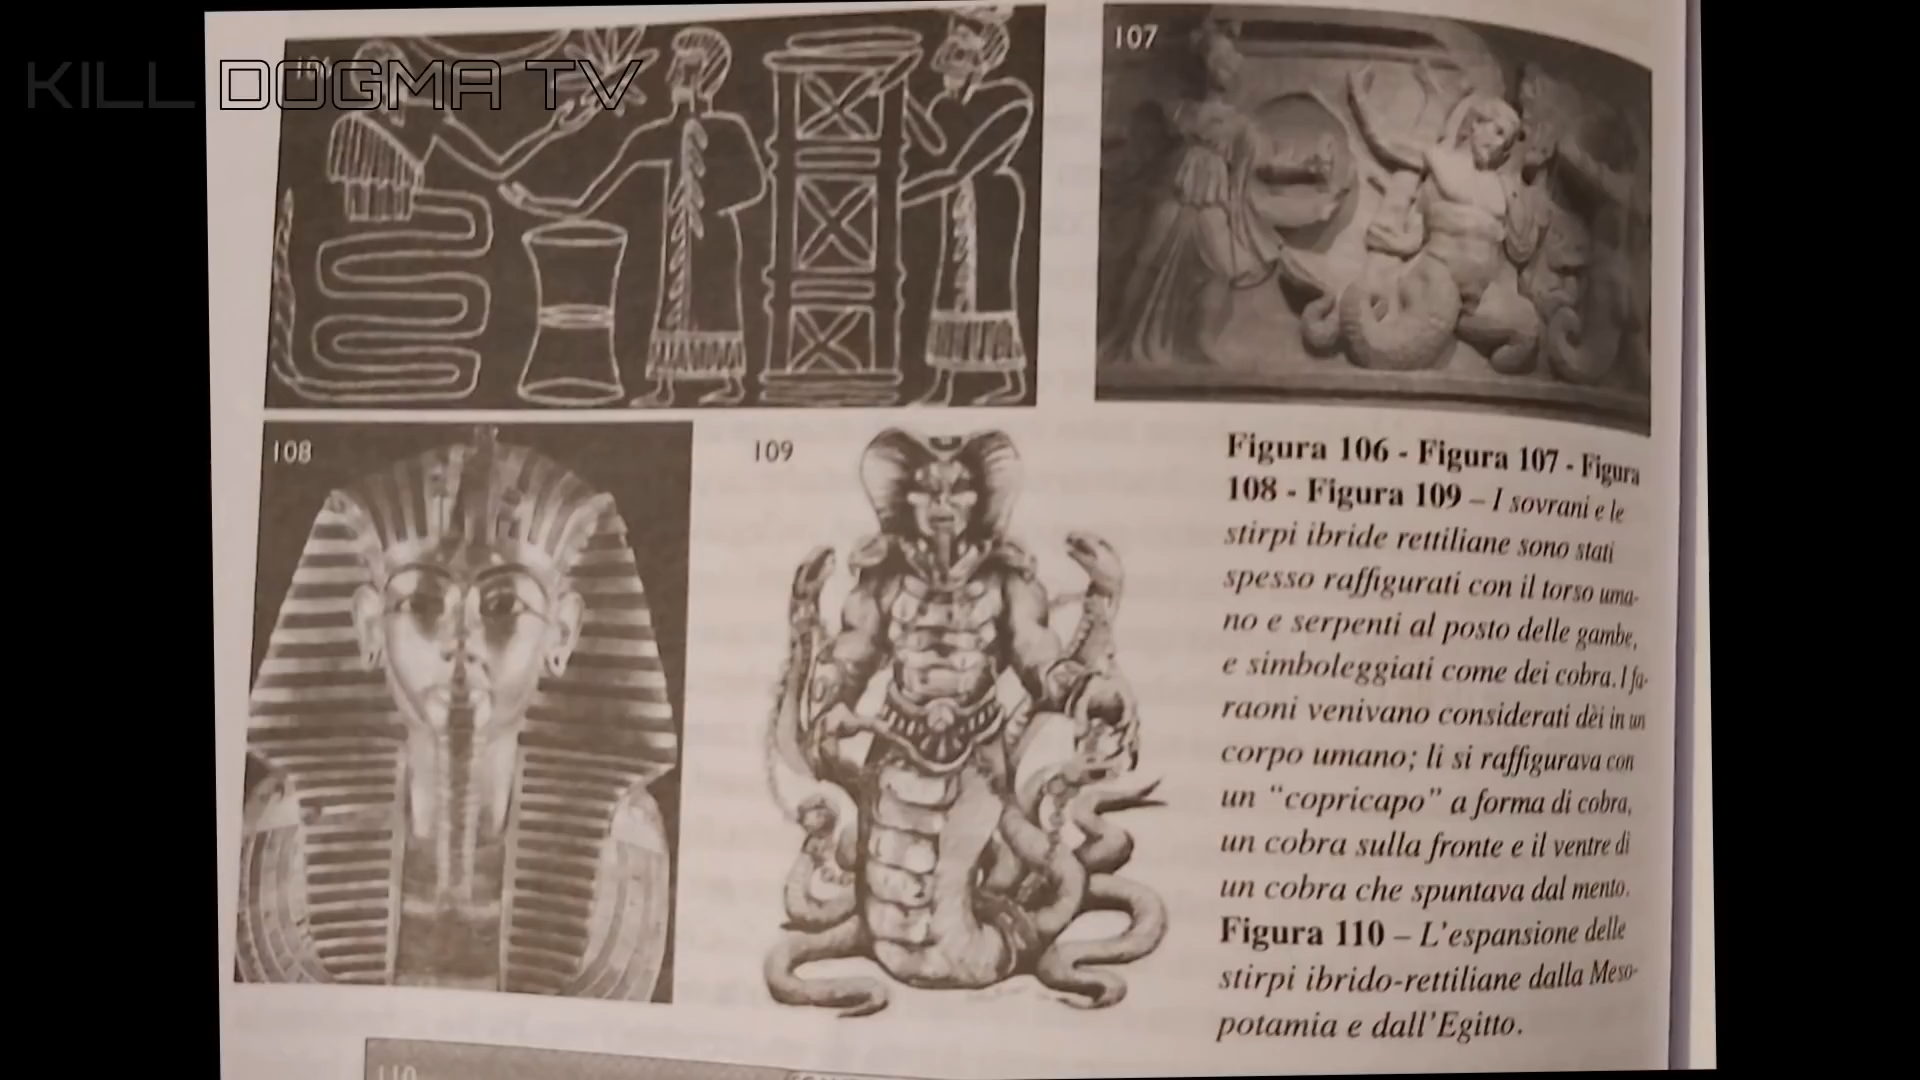 KILL DOGMA TV
107
108
109
Figura 106 - Figura 107 - Figura
108 - Figura 109 – I sovrani e le
stirpi ibride rettiliane sono stati
spesso raffigurati con il torso uma-
no e serpenti al posto delle gambe,
e simboleggiati come dei cobra. I fa-
raoni venivano considerati dèi in un
corpo umano; li si raffigurava con
un “copricapo” a forma di cobra,
un cobra sulla fronte e il ventre di
un cobra che spuntava dal mento.
Figura 110 – L’espansione delle
stirpi ibrido-rettiliane dalla Meso-
potamia e dall’Egitto.
110